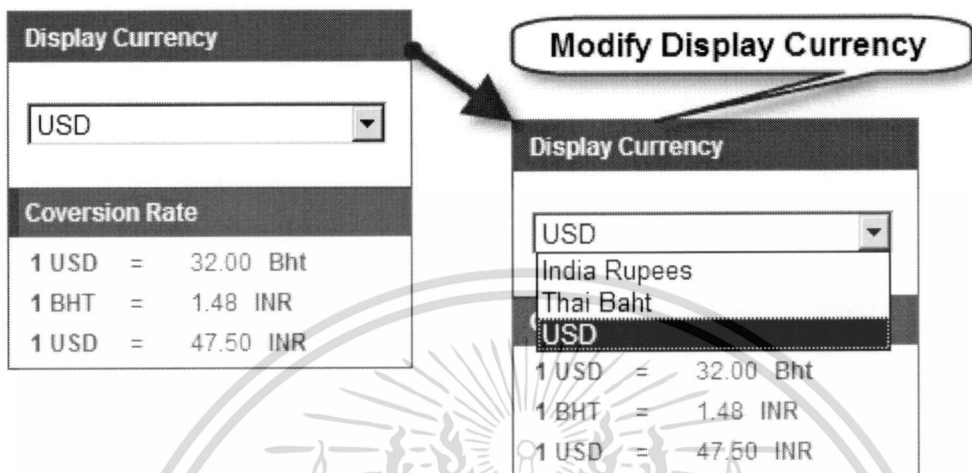 Display Currency
USD
Coversion Rate
1 USD = 32.00 Bht
1 BHT = 1.48 INR
1 USD = 47.50 INR
Modify Display Currency
Display Currency
USD
India Rupees
Thai Baht
USD
1 USD = 32.00 Bht
1 BHT = 1.48 INR
1 USD = 47.50 INR